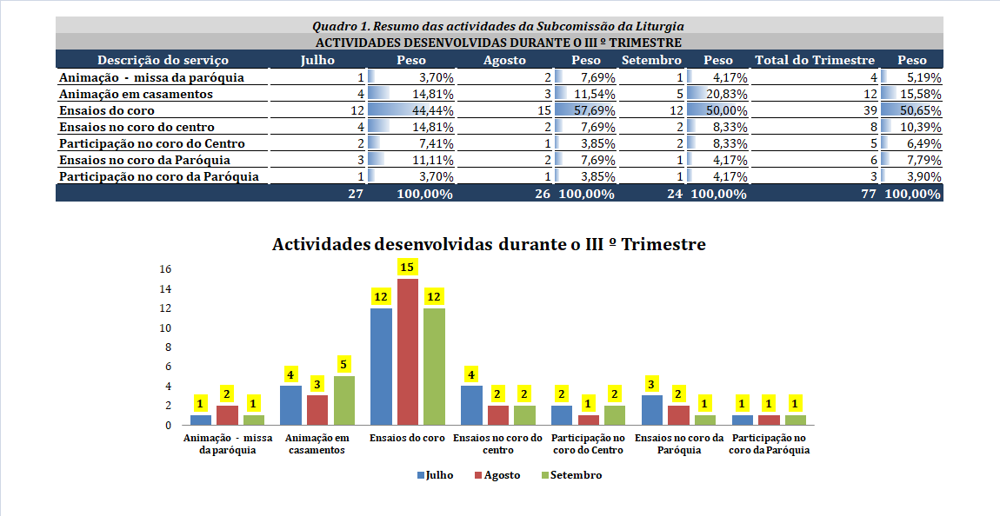 Quadro 1. Resumo das actividades da Subcomissão da Liturgia
ACTIVIDADES DESENVOLVIDAS DURANTE O III º TRIMESTRE
Descrição do serviço Julho Peso Agosto Peso Setembro Peso Total do Trimestre Peso
Animação - missa da paróquia 1 3,70% 2 7,69% 1 4,17% 4 5,19%
Animação em casamentos 4 14,81% 3 11,54% 5 20,83% 12 15,58%
Ensaios do coro 12 44,44% 15 57,69% 12 50,00% 39 50,65%
Ensaios no coro do centro 4 14,81% 2 7,69% 2 8,33% 8 10,39%
Participação no coro do Centro 2 7,41% 1 3,85% 2 8,33% 5 6,49%
Ensaios no coro da Paróquia 3 11,11% 2 7,69% 1 4,17% 6 7,79%
Participação no coro da Paróquia 1 3,70% 1 3,85% 1 4,17% 3 3,90%
27 100,00% 26 100,00% 24 100,00% 77 100,00%
Actividades desenvolvidas durante o III º Trimestre
16
14
12
10
8
6
4
2
0
1 2 1
4 3 5
12 15 12
4 2 2
2 1 2
3 2 1
1 1 1
Animação - missa
da paróquia
Animação em
casamentos
Ensaios do coro
Ensaios no coro do
centro
Participação no
coro do Centro
Ensaios no coro da
Paróquia
Participação no
coro da Paróquia
Julho Agosto Setembro